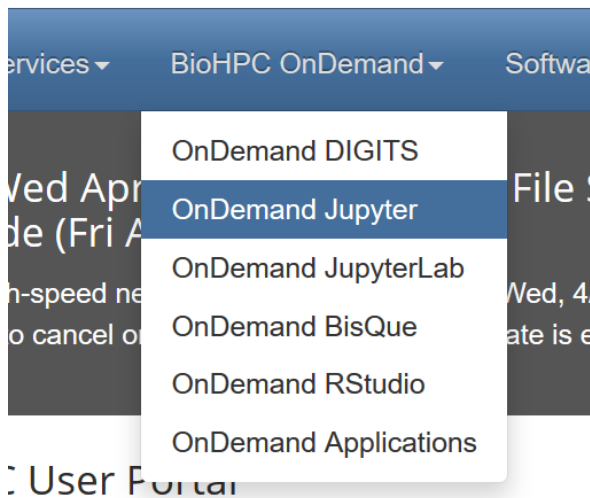 ervices BioHPC OnDemand Softwa
OnDemand DIGITS
OnDemand Jupyter
OnDemand JupyterLab
OnDemand BisQue
OnDemand RStudio
OnDemand Applications
Wed Apr File S
de (Fri A
h-speed ne Wed, 4/
o cancel or ate is e
C User Portal